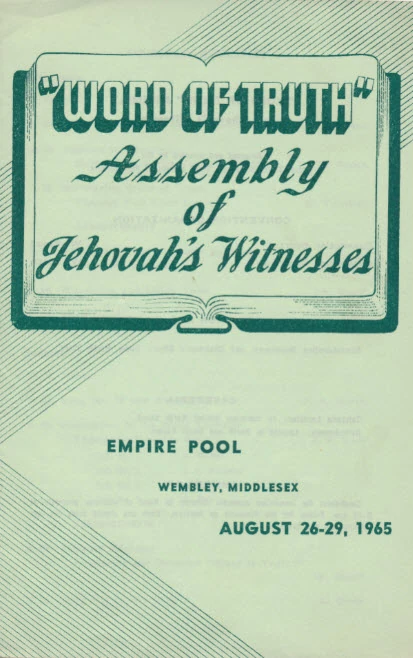 "WORD OF TRUTH"
Assembly
of
Jehovah's Witnesses
EMPIRE POOL
WEMBLEY, MIDDLESEX
AUGUST 26-29, 1965